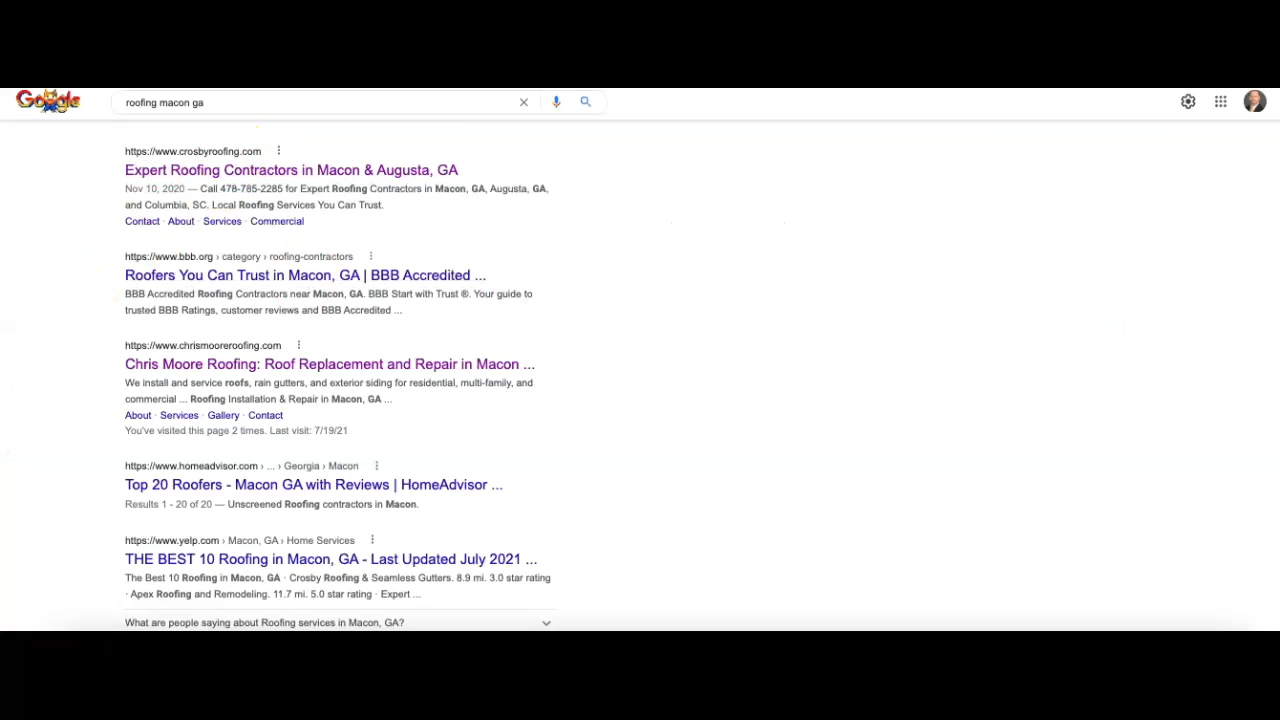 Google
roofing macon ga
https://www.crosbyroofing.com
Expert Roofing Contractors in Macon & Augusta, GA
Nov 10, 2020 — Call 478-785-2285 for Expert Roofing Contractors in Macon, GA, Augusta, GA,
and Columbia, SC. Local Roofing Services You Can Trust.
Contact · About · Services · Commercial
https://www.bbb.org › category › roofing-contractors
Roofers You Can Trust in Macon, GA | BBB Accredited ...
BBB Accredited Roofing Contractors near Macon, GA. BBB Start with Trust ®. Your guide to
trusted BBB Ratings, customer reviews and BBB Accredited ...
https://www.chrismooreroofing.com
Chris Moore Roofing: Roof Replacement and Repair in Macon ...
We install and service roofs, rain gutters, and exterior siding for residential, multi-family, and
commercial ... Roofing Installation & Repair in Macon, GA ...
About · Services · Gallery · Contact
You've visited this page 2 times. Last visit: 7/19/21
https://www.homeadvisor.com › ... › Georgia › Macon
Top 20 Roofers - Macon GA with Reviews | HomeAdvisor ...
Results 1 - 20 of 20 — Unscreened Roofing contractors in Macon.
https://www.yelp.com › Macon, GA › Home Services
THE BEST 10 Roofing in Macon, GA - Last Updated July 2021 ...
The Best 10 Roofing in Macon, GA · Crosby Roofing & Seamless Gutters. 8.9 mi. 3.0 star rating
· Apex Roofing and Remodeling. 11.7 mi. 5.0 star rating · Expert ...
What are people saying about Roofing services in Macon, GA?